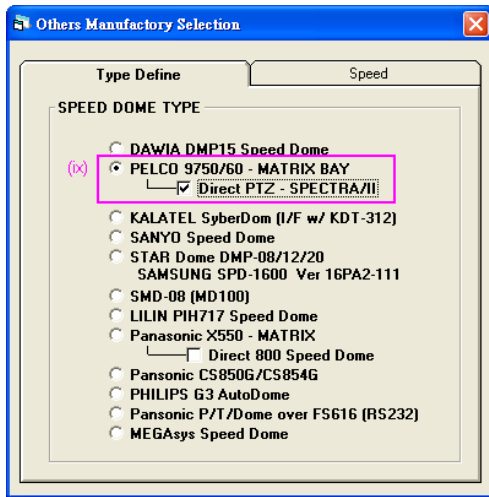 Others Manufactory Selection
Type Define
Speed
SPEED DOME TYPE
DAWIA DMP15 Speed Dome
(ix)
PELCO 9750/60 - MATRIX BAY
Direct PTZ - SPECTRA/II
KALATEL SyberDom (I/F w/ KDT-312)
SANYO Speed Dome
STAR Dome DMP-08/12/20
SAMSUNG SPD-1600 Ver 16PA2-111
SMD-08 (MD100)
LILIN PIH717 Speed Dome
Panasonic X550 - MATRIX
Direct 800 Speed Dome
Pansonic CS850G/CS854G
PHILIPS G3 AutoDome
Pansonic P/T/Dome over FS616 (RS232)
MEGAsys Speed Dome